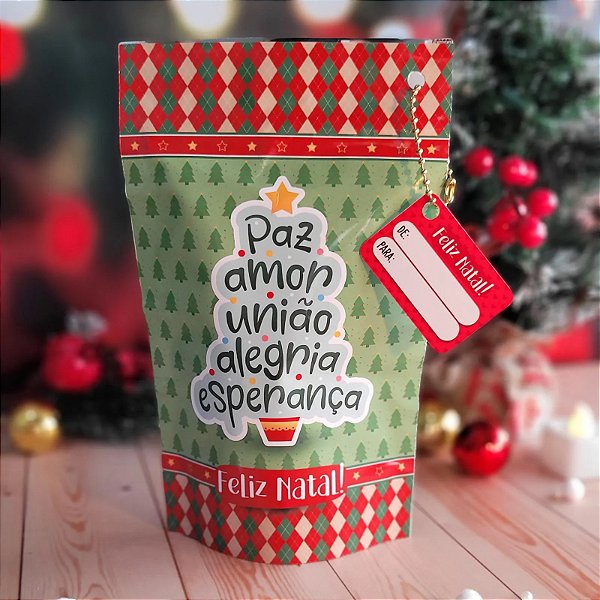 Paz
amor
união
alegria
esperança
Feliz Natal!
Feliz Natal!
DE:
PARA: